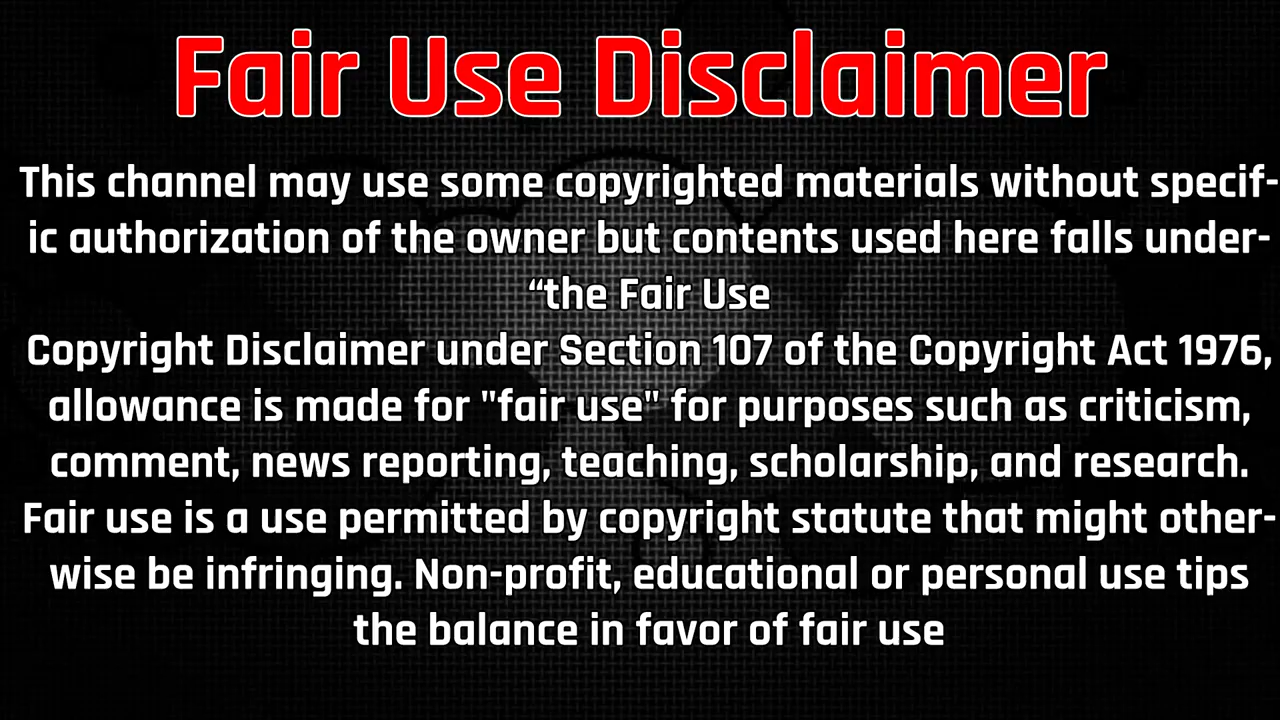 Fair Use Disclaimer
This channel may use some copyrighted materials without specif-
ic authorization of the owner but contents used here falls under-
“the Fair Use
Copyright Disclaimer under Section 107 of the Copyright Act 1976,
allowance is made for "fair use" for purposes such as criticism,
comment, news reporting, teaching, scholarship, and research.
Fair use is a use permitted by copyright statute that might other-
wise be infringing. Non-profit, educational or personal use tips
the balance in favor of fair use